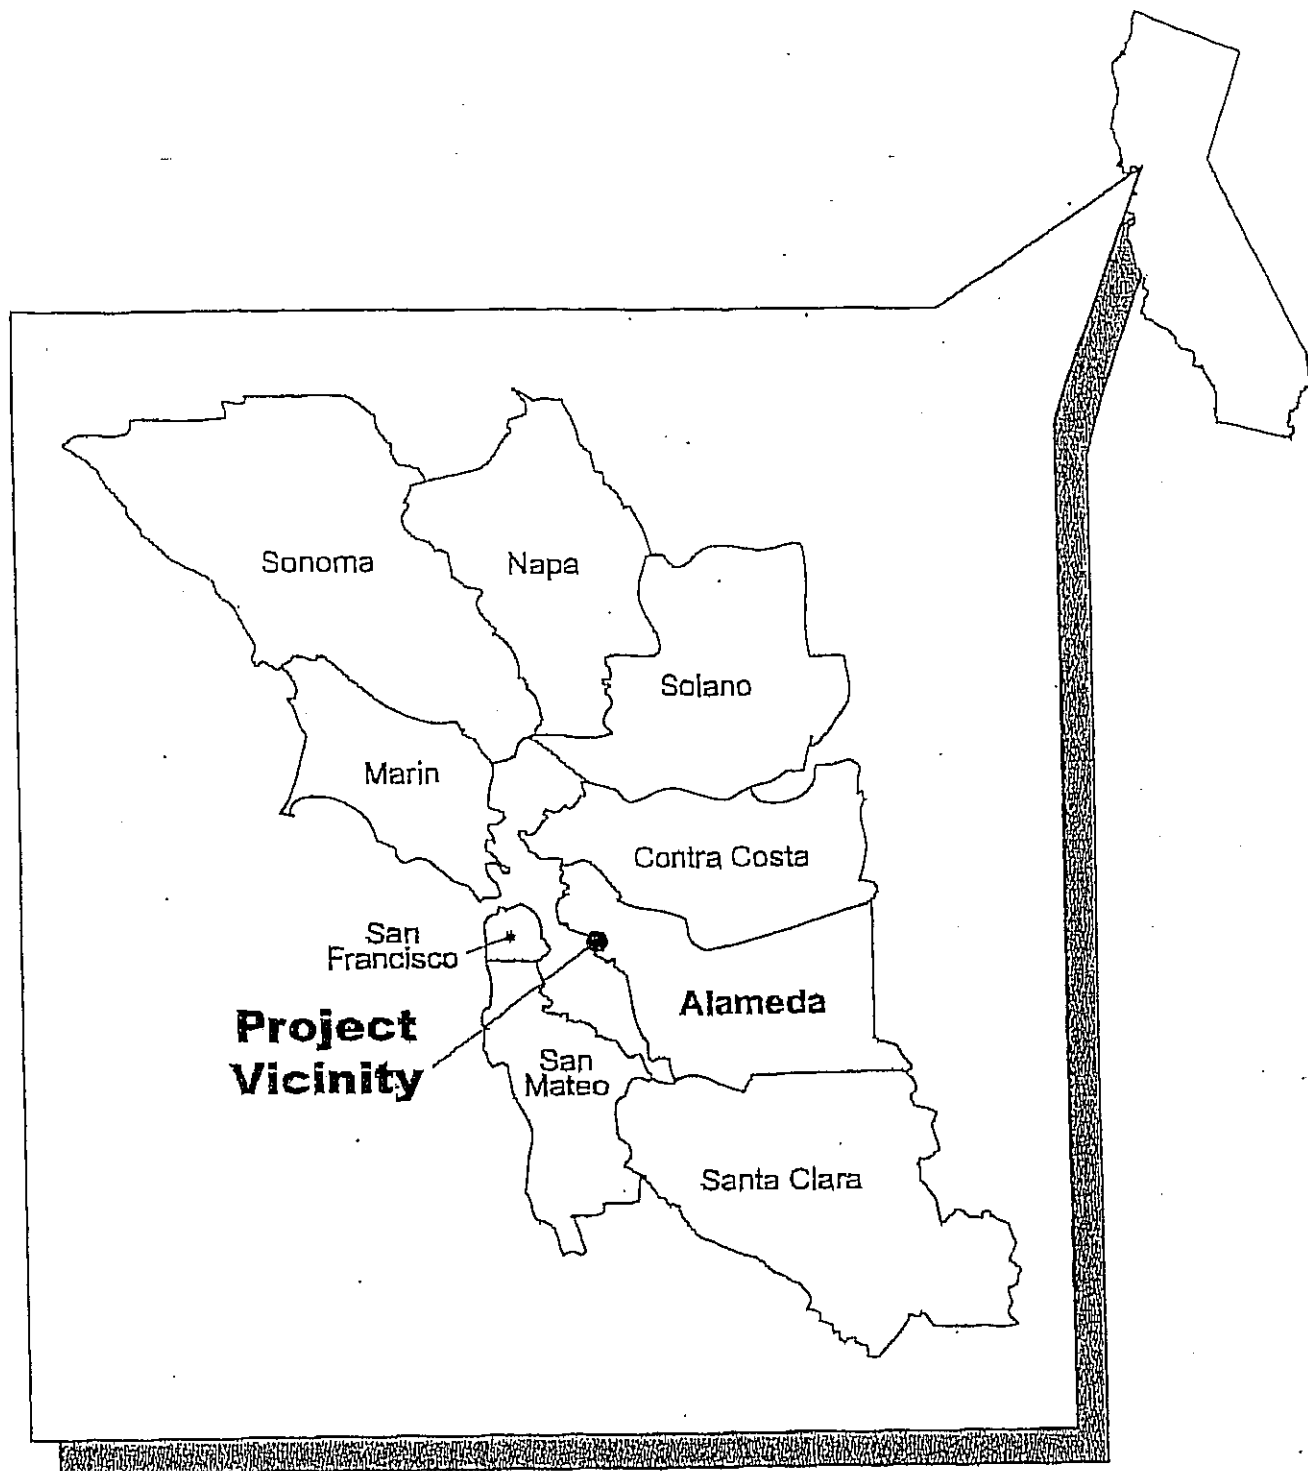 Sonoma
Napa
Solano
Marin
Contra Costa
San
Francisco
Project
Vicinity
Alameda
San
Mateo
Santa Clara